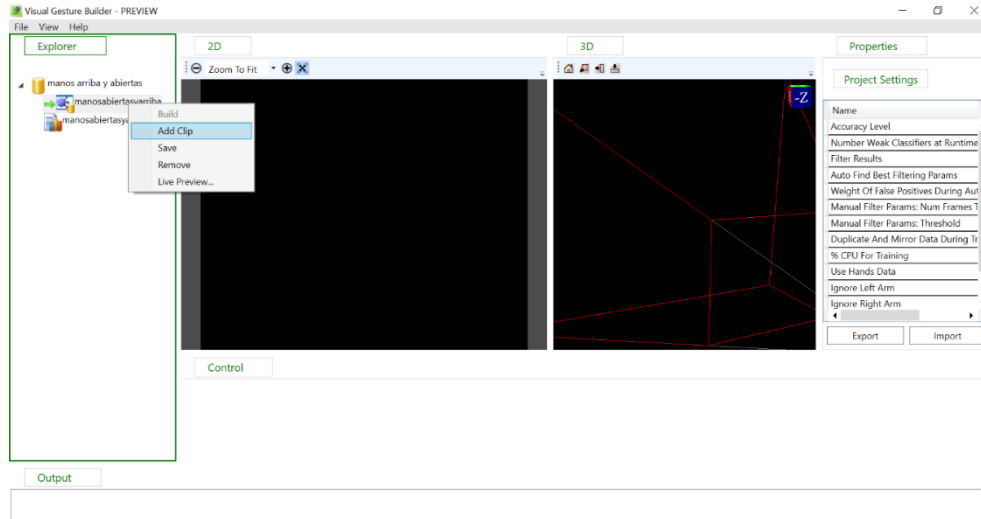 Visual Gesture Builder - PREVIEW
File View Help
Explorer
2D
3D
Properties
Zoom To Fit
Project Settings
manos arriba y abiertas
manosabiertasyarriba
manosabiertasya
Build
Add Clip
Save
Remove
Live Preview...
-Z
Name
Accuracy Level
Number Weak Classifiers at Runtime
Filter Results
Auto Find Best Filtering Params
Weight Of False Positives During Aut
Manual Filter Params: Num Frames T
Manual Filter Params: Threshold
Duplicate And Mirror Data During Tr
% CPU For Training
Use Hands Data
Ignore Left Arm
Ignore Right Arm
Export Import
Control
Output